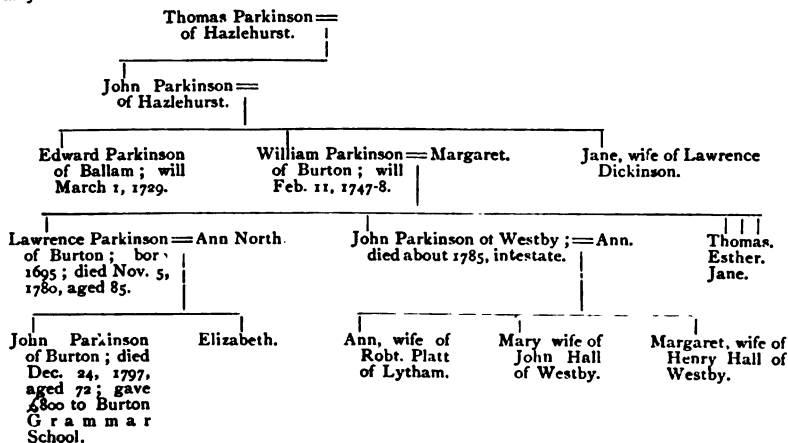 Thomas Parkinson=
of Hazlehurst.
John Parkinson=
of Hazlehurst.
Edward Parkinson
of Ballam; will
March 1, 1729.
William Parkinson=Margaret.
of Burton; will
Feb. 11, 1747-8.
Jane, wife of Lawrence
Dickinson.
Lawrence Parkinson=Ann North
of Burton; bor
1695; died Nov. 5,
1780, aged 85.
John Parkinson ot Westby;=Ann.
died about 1785, intestate.
Thomas.
Esther.
Jane.
John Parkinson
of Burton; died
Dec. 24, 1797,
aged 72; gave
£800 to Burton
Grammar
School.
Elizabeth.
Ann, wife of
Robt. Platt
of Lytham.
Mary wife of
John Hall
of Westby.
Margaret, wife of
Henry Hall of
Westby.